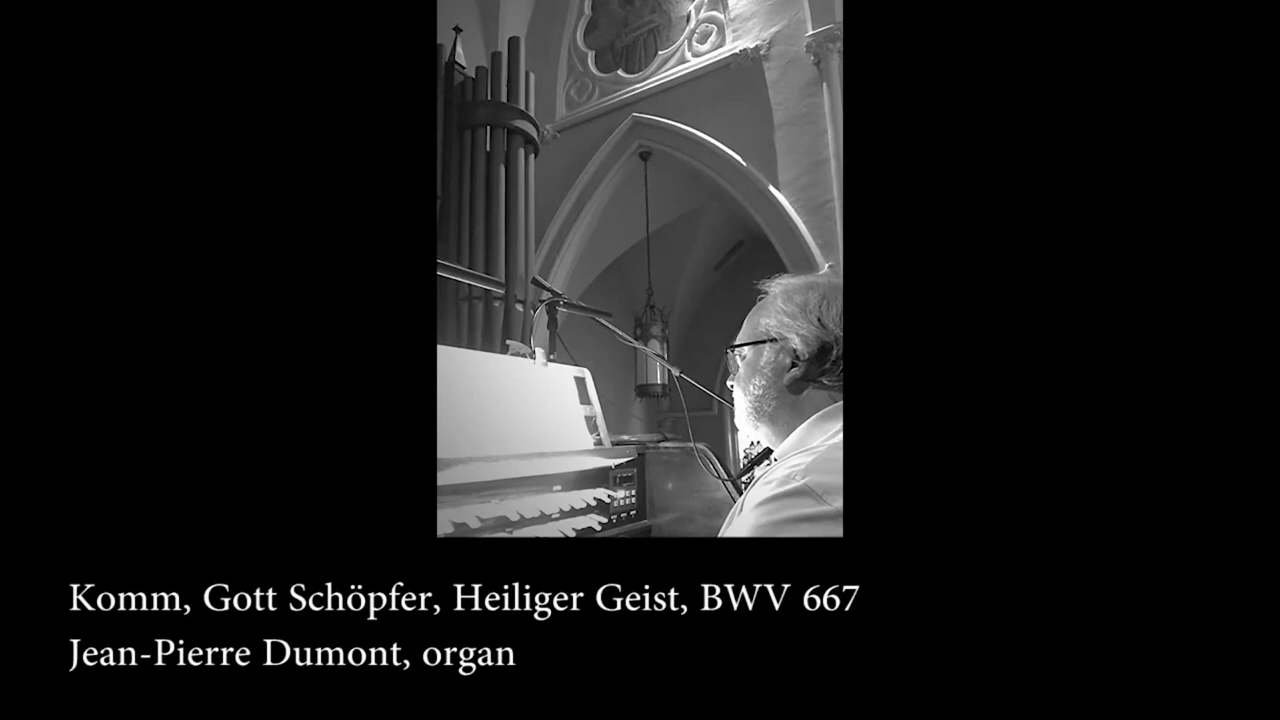 Komm, Gott Schöpfer, Heiliger Geist, BWV 667
Jean-Pierre Dumont, organ